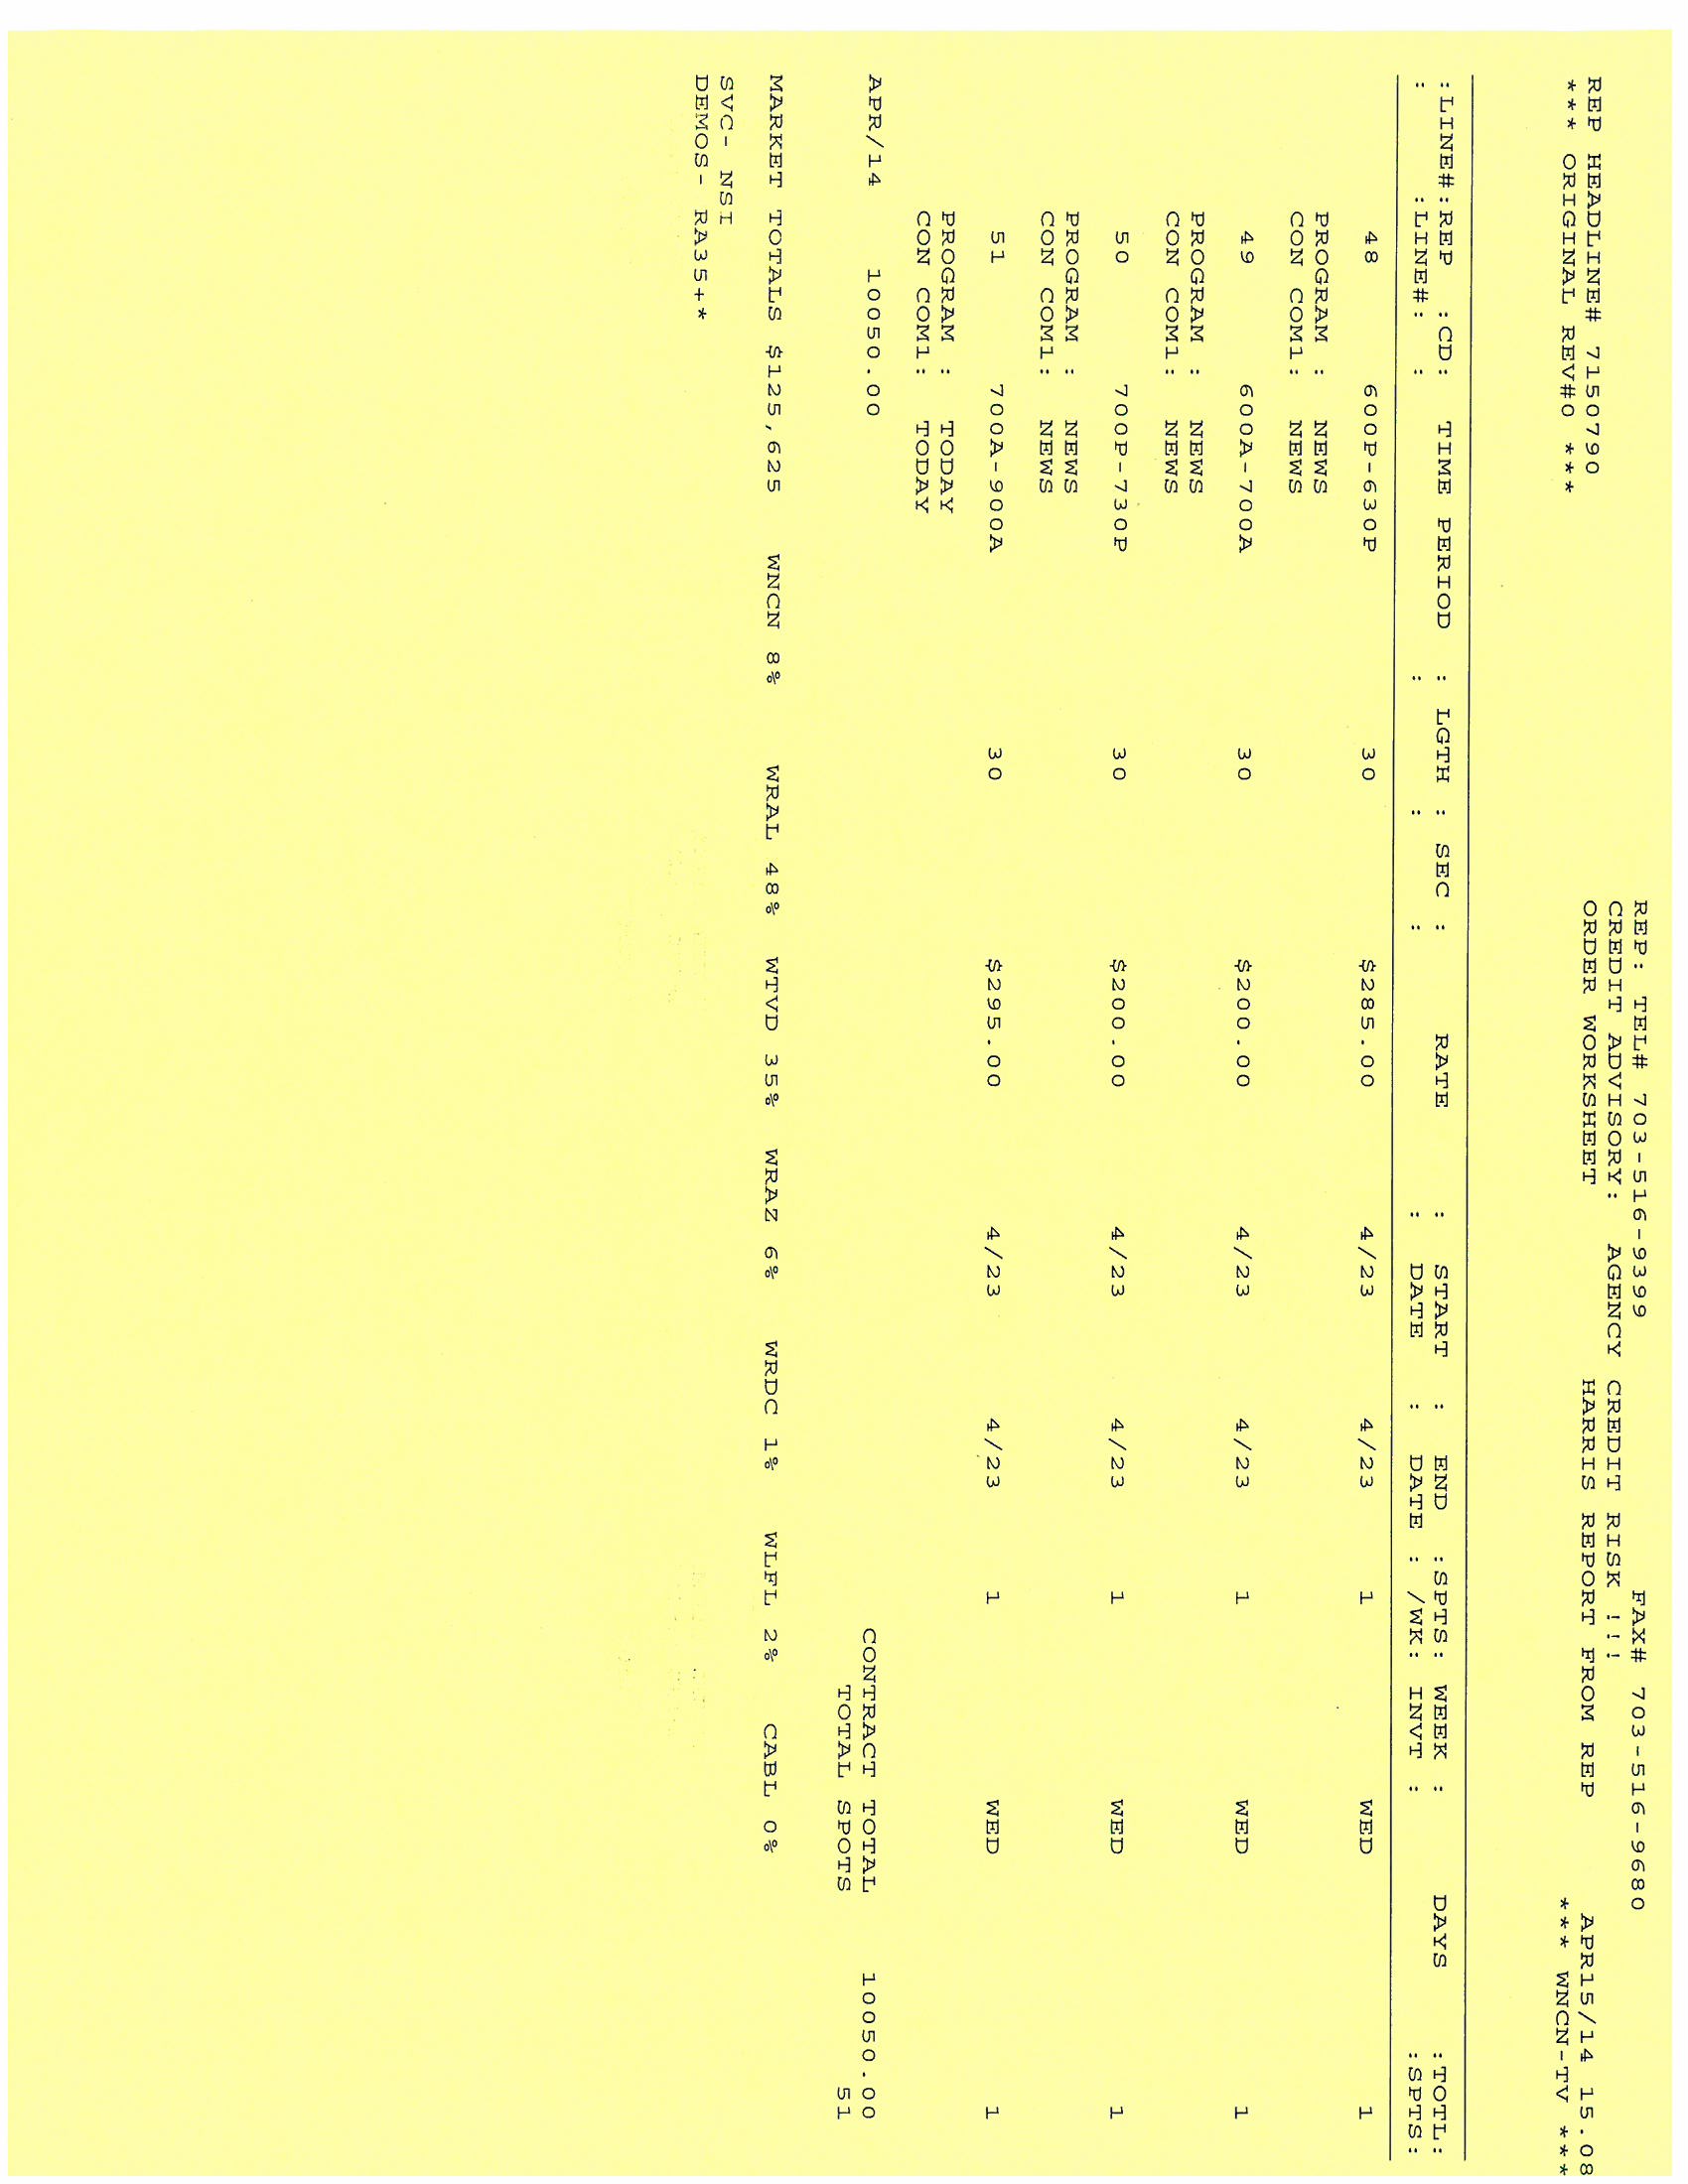 REP: TEL# 703-516-9399 FAX# 703-516-9680
CREDIT ADVISORY: AGENCY CREDIT RISK !!!
REP HEADLINE# 7150790 ORDER WORKSHEET HARRIS REPORT FROM REP APR15/14 15.08
*** ORIGINAL REV#0 *** *** WNCN-TV ***
:LINE#:REP :CD: TIME PERIOD : LGTH : SEC : RATE : START : END :SPTS: WEEK : DAYS :TOTL:
: :LINE#: : : : : : DATE : DATE : /WK: INVT : :SPTS:
48 600P-630P 30 $285.00 4/23 4/23 1 WED 1
PROGRAM : NEWS
CON COM1: NEWS
49 600A-700A 30 $200.00 4/23 4/23 1 WED 1
PROGRAM : NEWS
CON COM1: NEWS
50 700P-730P 30 $200.00 4/23 4/23 1 WED 1
PROGRAM : NEWS
CON COM1: NEWS
51 700A-900A 30 $295.00 4/23 4/23 1 WED 1
PROGRAM : TODAY
CON COM1: TODAY
APR/14 10050.00 CONTRACT TOTAL 10050.00
TOTAL SPOTS 51
MARKET TOTALS $125,625 WNCN 8% WRAL 48% WTVD 35% WRAZ 6% WRDC 1% WLFL 2% CABL 0%
SVC- NSI
DEMOS- RA35+*